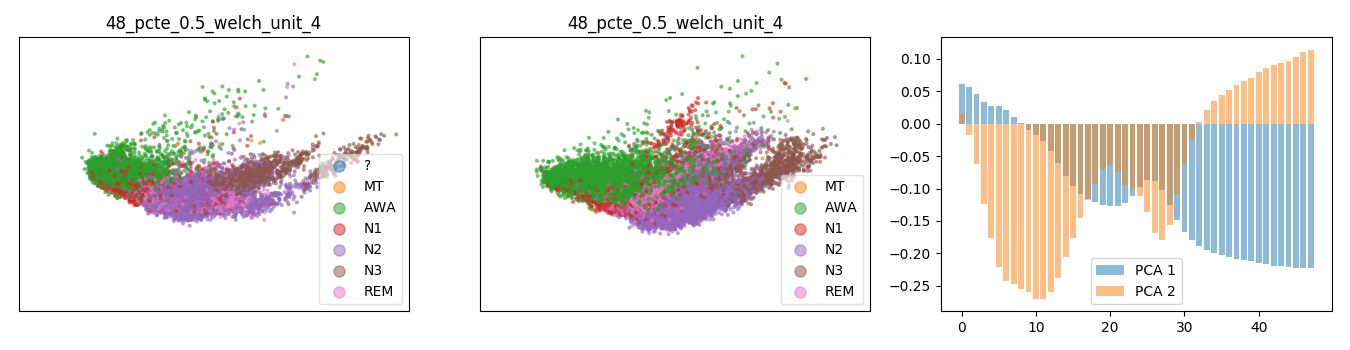 48_pcte_0.5_welch_unit_4
?
MT
AWA
N1
N2
N3
REM
48_pcte_0.5_welch_unit_4
MT
AWA
N1
N2
N3
REM
0.10
0.05
0.00
−0.05
−0.10
−0.15
−0.20
−0.25
PCA 1
PCA 2
0 10 20 30 40